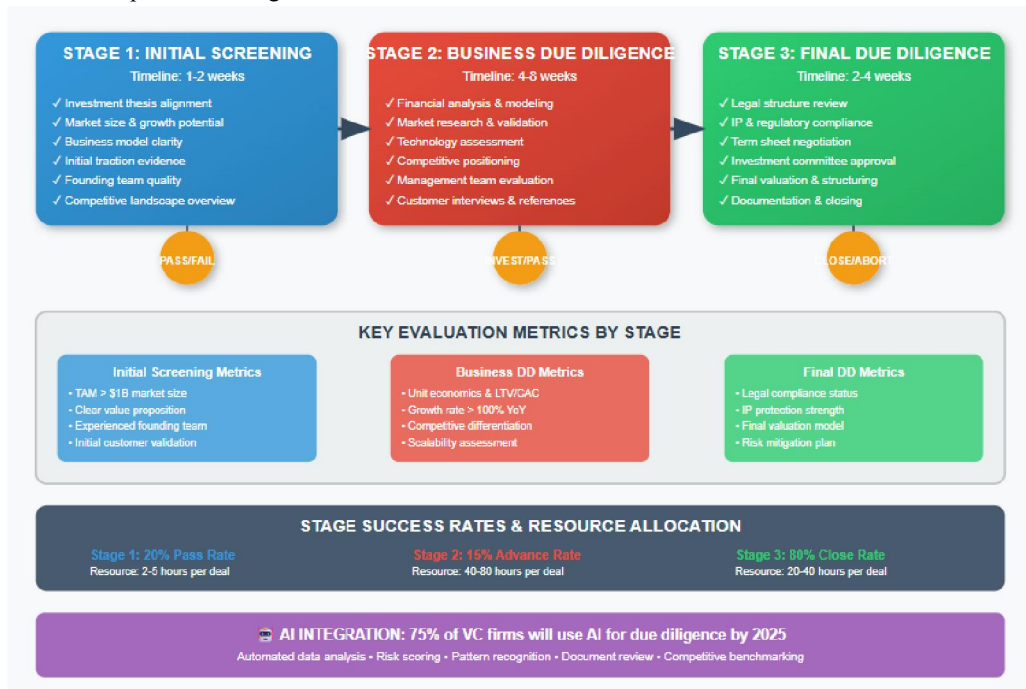 STAGE 1: INITIAL SCREENING
Timeline: 1-2 weeks
✓ Investment thesis alignment
✓ Market size & growth potential
✓ Business model clarity
✓ Initial traction evidence
✓ Founding team quality
✓ Competitive landscape overview
PASS/FAIL
STAGE 2: BUSINESS DUE DILIGENCE
Timeline: 4-8 weeks
✓ Financial analysis & modeling
✓ Market research & validation
✓ Technology assessment
✓ Competitive positioning
✓ Management team evaluation
✓ Customer interviews & references
INVEST/PASS
STAGE 3: FINAL DUE DILIGENCE
Timeline: 2-4 weeks
✓ Legal structure review
✓ IP & regulatory compliance
✓ Term sheet negotiation
✓ Investment committee approval
✓ Final valuation & structuring
✓ Documentation & closing
CLOSE/ABORT
KEY EVALUATION METRICS BY STAGE
Initial Screening Metrics
• TAM > $1B market size
• Clear value proposition
• Experienced founding team
• Initial customer validation
Business DD Metrics
• Unit economics & LTV/CAC
• Growth rate > 100% YoY
• Competitive differentiation
• Scalability assessment
Final DD Metrics
• Legal compliance status
• IP protection strength
• Final valuation model
• Risk mitigation plan
STAGE SUCCESS RATES & RESOURCE ALLOCATION
Stage 1: 20% Pass Rate
Resource: 2-5 hours per deal
Stage 2: 15% Advance Rate
Resource: 40-80 hours per deal
Stage 3: 80% Close Rate
Resource: 20-40 hours per deal
AI INTEGRATION: 75% of VC firms will use AI for due diligence by 2025
Automated data analysis • Risk scoring • Pattern recognition • Document review • Competitive benchmarking